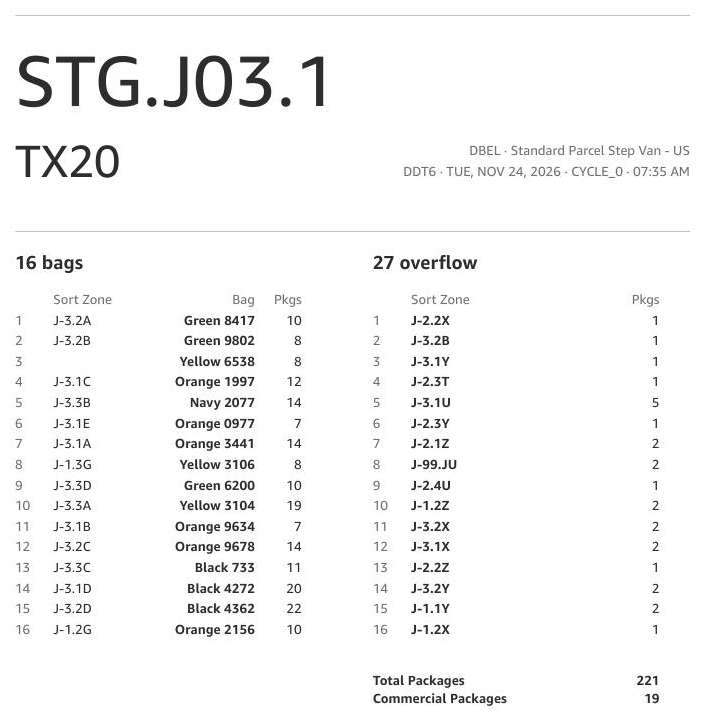 STG.J03.1
TX20
DBEL · Standard Parcel Step Van - US
DDT6 · TUE, NOV 24, 2026 · CYCLE_0 · 07:35 AM
16 bags
Sort Zone Bag Pkgs
1 J-3.2A Green 8417 10
2 J-3.2B Green 9802 8
3 Yellow 6538 8
4 J-3.1C Orange 1997 12
5 J-3.3B Navy 2077 14
6 J-3.1E Orange 0977 7
7 J-3.1A Orange 3441 14
8 J-1.3G Yellow 3106 8
9 J-3.3D Green 6200 10
10 J-3.3A Yellow 3104 19
11 J-3.1B Orange 9634 7
12 J-3.2C Orange 9678 14
13 J-3.3C Black 733 11
14 J-3.1D Black 4272 20
15 J-3.2D Black 4362 22
16 J-1.2G Orange 2156 10
27 overflow
Sort Zone Pkgs
1 J-2.2X 1
2 J-3.2B 1
3 J-3.1Y 1
4 J-2.3T 1
5 J-3.1U 5
6 J-2.3Y 1
7 J-2.1Z 2
8 J-99.JU 2
9 J-2.4U 1
10 J-1.2Z 2
11 J-3.2X 2
12 J-3.1X 2
13 J-2.2Z 1
14 J-3.2Y 2
15 J-1.1Y 2
16 J-1.2X 1
Total Packages 221
Commercial Packages 19